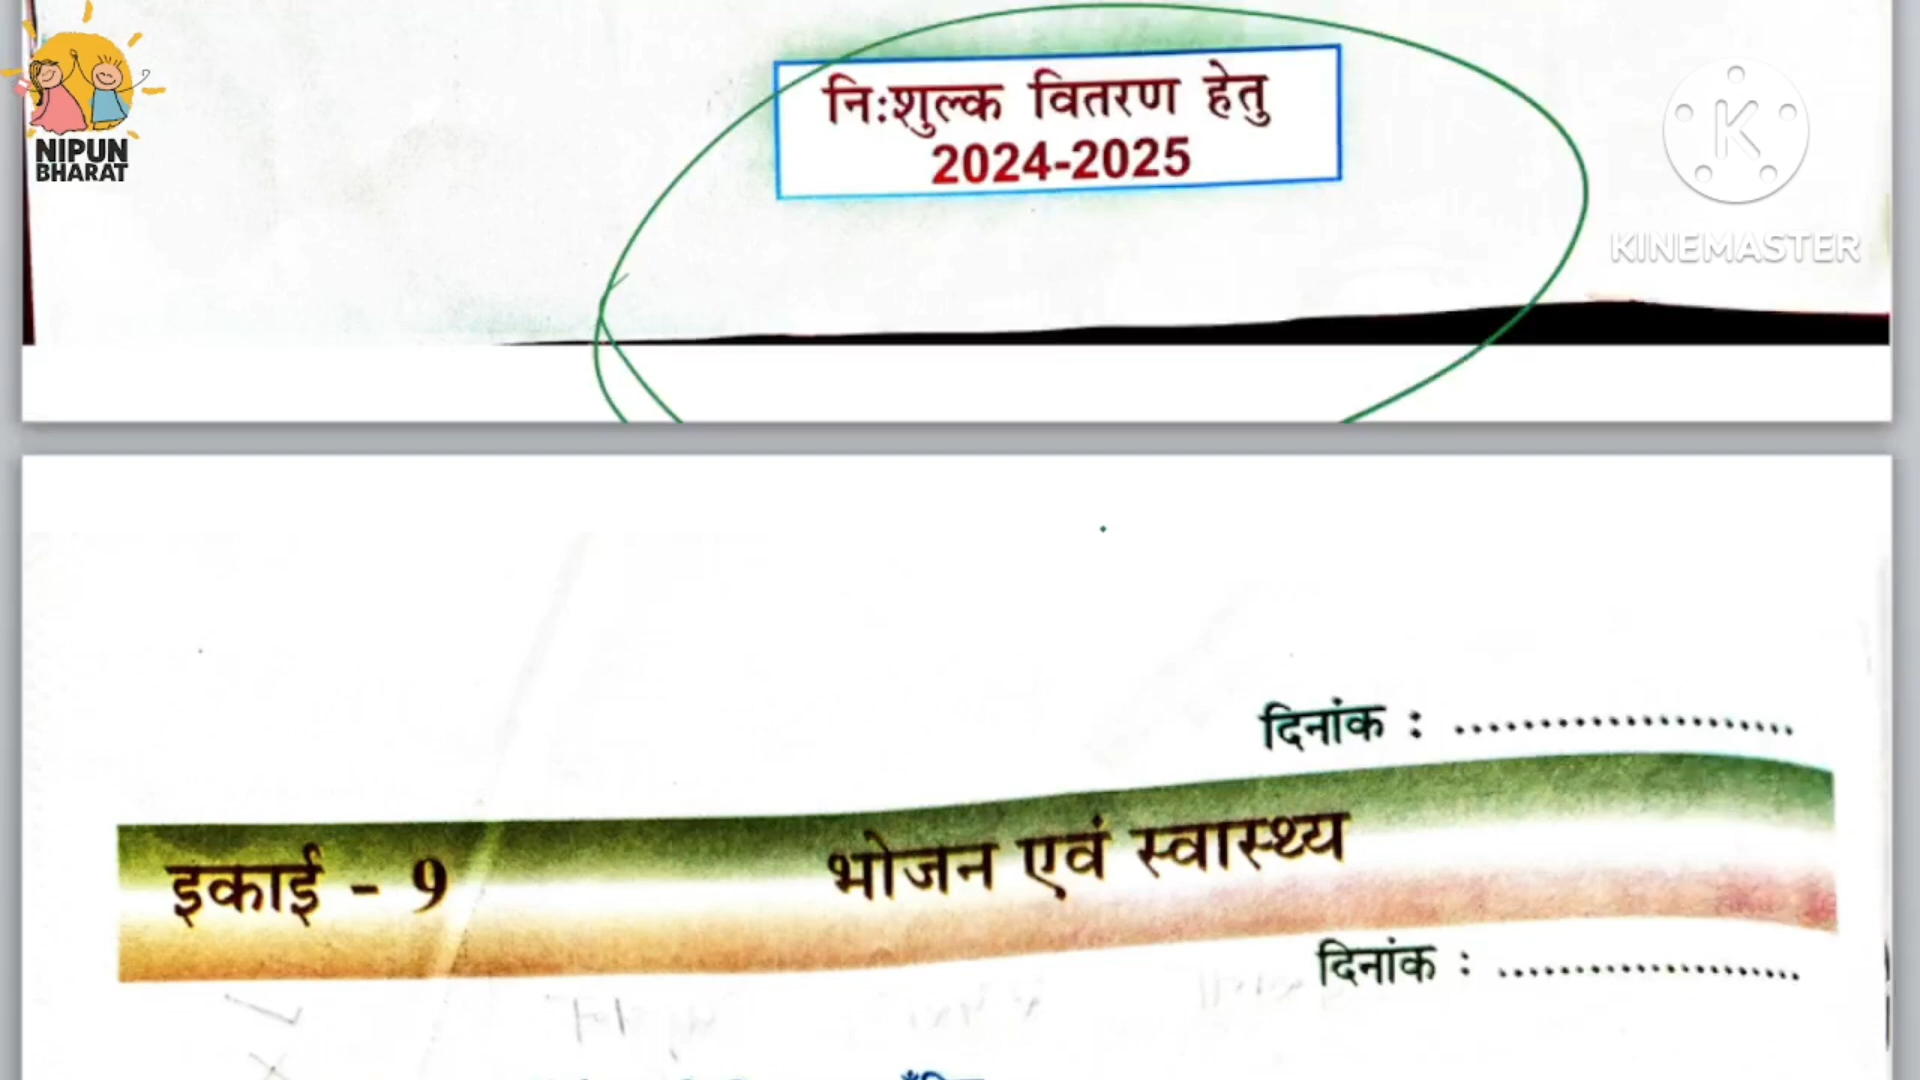 NIPUN
BHARAT
निःशुल्क वितरण हेतु
2024-2025
KINEMASTER
दिनांक : ......................
इकाई - 9 भोजन एवं स्वास्थ्य
दिनांक : ......................